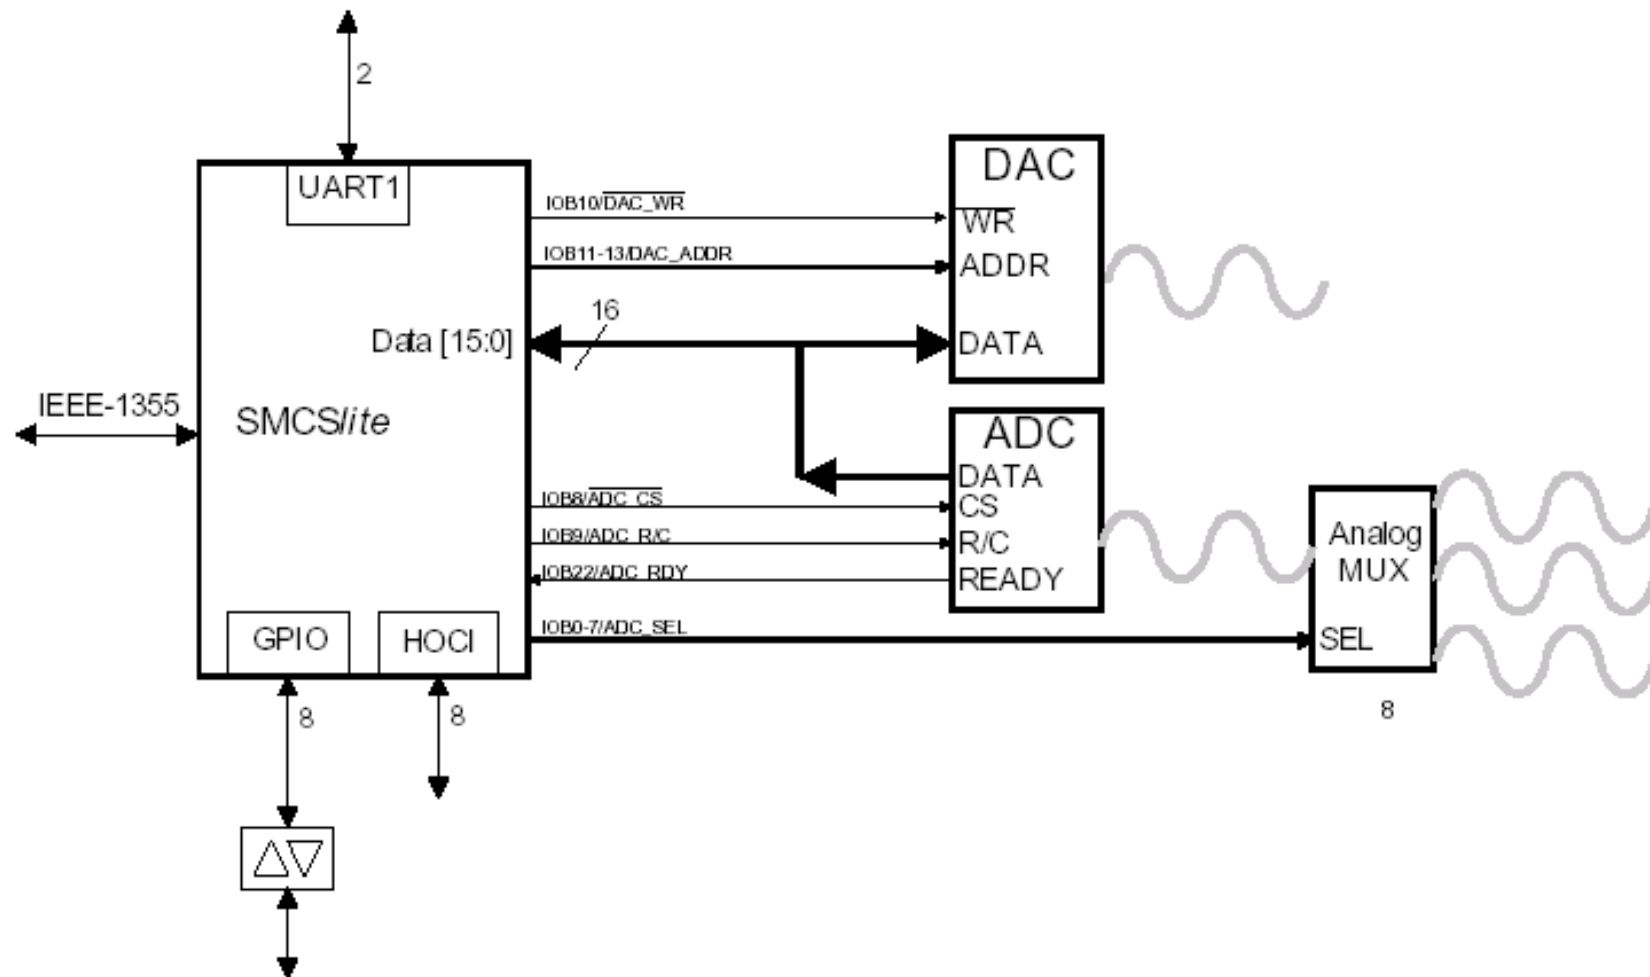 2
UART1
IOB10/DAC_WR
IOB11-13/DAC_ADDR
DAC
WR
ADDR
16
Data [15:0]
DATA
IEEE-1355
SMCSlite
ADC
DATA
IOB8/ADC_CS
CS
IOB9/ADC_R/C
R/C
IOB22/ADC_RDY
READY
Analog
MUX
GPIO
HOCI
IOB0-7/ADC_SEL
SEL
8
8
8